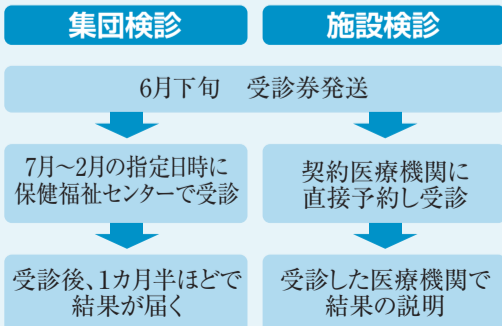 集団検診
施設検診
6月下旬　受診券発送
7月～2月の指定日時に
保健福祉センターで受診
契約医療機関に
直接予約し受診
受診後、1カ月半ほどで
結果が届く
受診した医療機関で
結果の説明